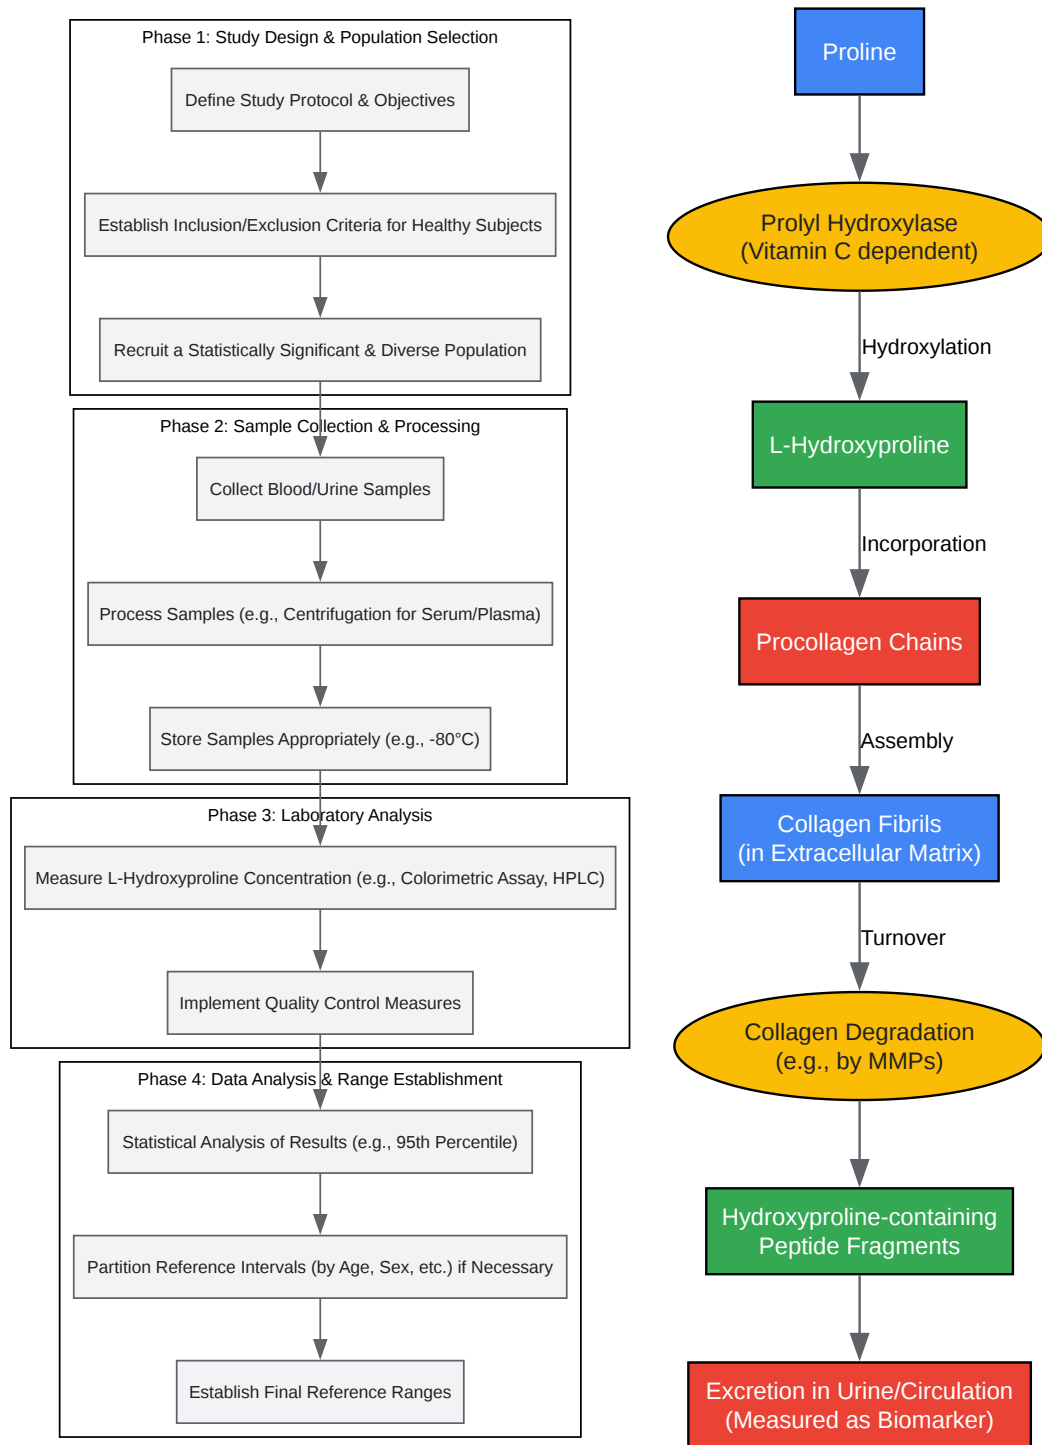 Phase 1: Study Design & Population Selection
Define Study Protocol & Objectives
Establish Inclusion/Exclusion Criteria for Healthy Subjects
Recruit a Statistically Significant & Diverse Population
Phase 2: Sample Collection & Processing
Collect Blood/Urine Samples
Process Samples (e.g., Centrifugation for Serum/Plasma)
Store Samples Appropriately (e.g., -80°C)
Phase 3: Laboratory Analysis
Measure L-Hydroxyproline Concentration (e.g., Colorimetric Assay, HPLC)
Implement Quality Control Measures
Phase 4: Data Analysis & Range Establishment
Statistical Analysis of Results (e.g., 95th Percentile)
Partition Reference Intervals (by Age, Sex, etc.) if Necessary
Establish Final Reference Ranges
Proline
Prolyl Hydroxylase
(Vitamin C dependent)
Hydroxylation
L-Hydroxyproline
Incorporation
Procollagen Chains
Assembly
Collagen Fibrils
(in Extracellular Matrix)
Turnover
Collagen Degradation
(e.g., by MMPs)
Hydroxyproline-containing
Peptide Fragments
Excretion in Urine/Circulation
(Measured as Biomarker)